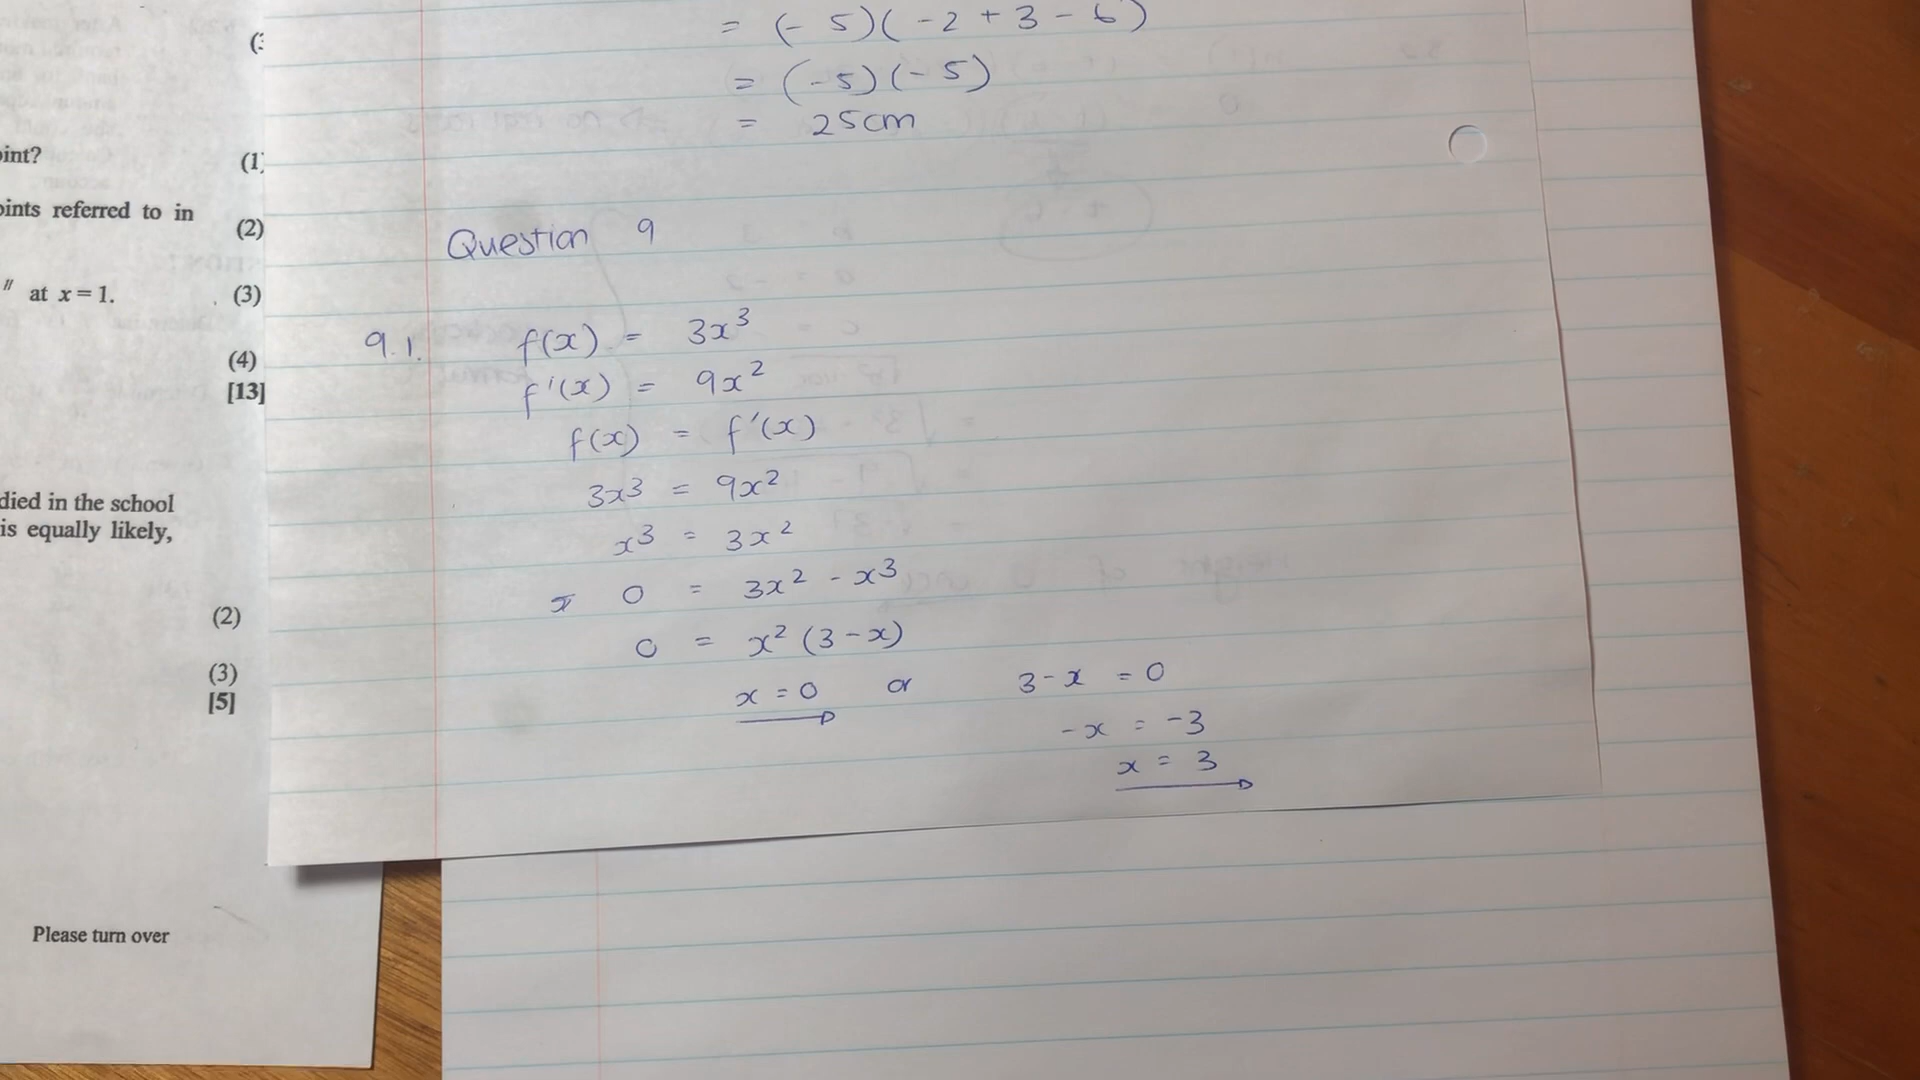 = (- 5)(-2 + 3 - 6)
= (-5)(-5)
= 25cm
Question 9
9.1. f(x) = 3x³
f'(x) = 9x²
f(x) = f'(x)
3x³ = 9x²
x³ = 3x²
0 = 3x² - x³
0 = x² (3 - x)
x = 0 or 3 - x = 0
-x = -3
x = 3
(1)
oint?
oints referred to in
(2)
" at x = 1. (3)
(4)
[13]
died in the school
is equally likely,
(2)
(3)
[5]
Please turn over